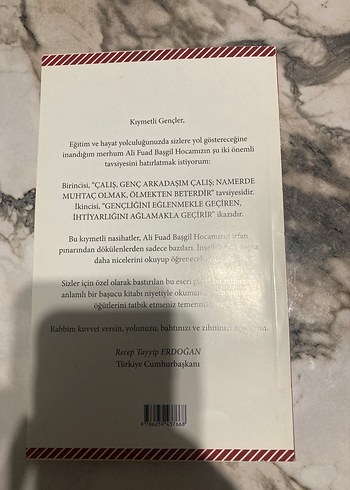 Kıymetli Gençler,
Eğitim ve hayat yolculuğunuzda sizlere yol göstereceğine
inandığım merhum Ali Fuad Başgil Hocamızın şu iki önemli
tavsiyesini hatırlatmak istiyorum:
Birincisi, "ÇALIŞ, GENÇ ARKADAŞIM ÇALIŞ; NAMERDE
MUHTAÇ OLMAK, ÖLMEKTEN BETERDİR" tavsiyesidir.
İkincisi, "GENÇLİĞİNİ EĞLENMEKLE GEÇİREN,
İHTİYARLIĞINI AĞLAMAKLA GEÇİRİR" ikazıdır.
Bu kıymetli nasihatler, Ali Fuad Başgil Hocamızın irfan
pınarından dökülenlerden sadece bazıları.
daha nicelerini okuyup öğrenecek
Sizler için özel olarak bastırılan bu eseri
anlamlı bir başucu kitabı niyetiyle okuman
öğütlerini tatbik etmeniz temenni
Rabbim kuvvet versin, yolunuzu, bahtınızı ve zihninizi
Recep Tayyip ERDOĞAN
Türkiye Cumhurbaşkanı